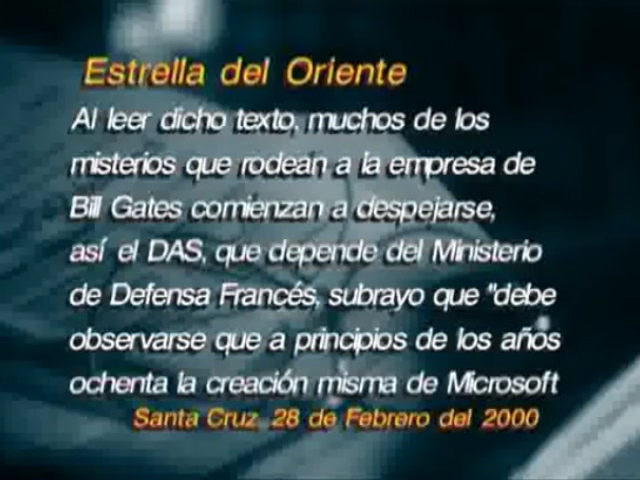 Estrella del Oriente
Al leer dicho texto, muchos de los
misterios que rodean a la empresa de
Bill Gates comienzan a despejarse,
así el DAS, que depende del Ministerio
de Defensa Francés, subrayo que "debe
observarse que a principios de los años
ochenta la creación misma de Microsoft
Santa Cruz 28 de Febrero del 2000